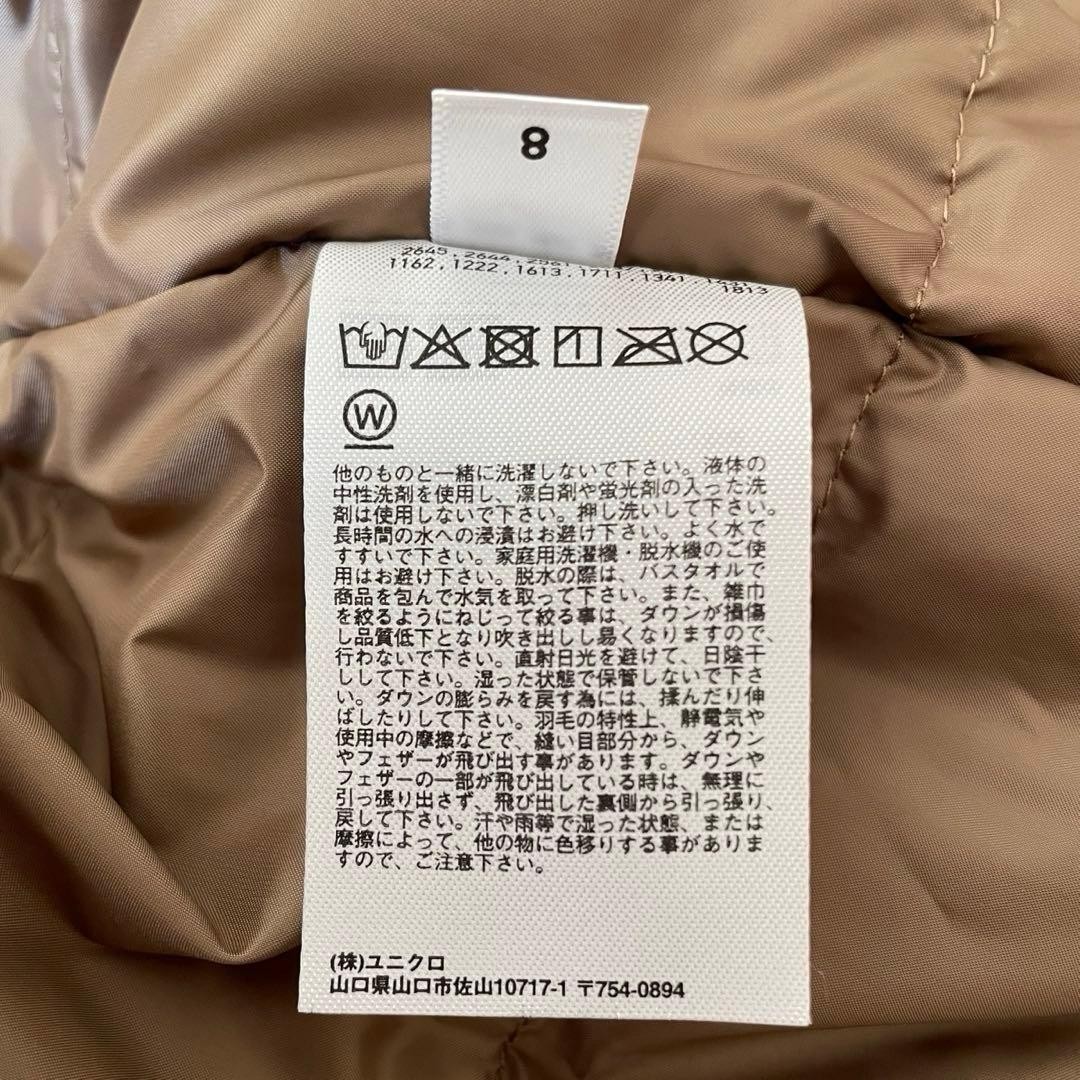 8
2645, 2644, 2561
1162, 1222, 1613, 1711, 1341, 1431,
1813
W
他のものと一緒に洗濯しないで下さい。液体の
中性洗剤を使用し、漂白剤や蛍光剤の入った洗
剤は使用しないで下さい。押し洗いして下さい。
長時間の水への浸漬はお避け下さい。よく水で
すすいで下さい。家庭用洗濯機・脱水機のご使
用はお避け下さい。脱水の際は、バスタオルで
商品を包んで水気を取って下さい。また、雑巾
を絞るようにねじって絞る事は、ダウンが損傷
し品質低下となり吹き出しし易くなりますので、
行わないで下さい。直射日光を避けて、日陰干
しして下さい。湿った状態で保管しないで下さ
い。ダウンの膨らみを戻す為には、揉んだり伸
ばしたりして下さい。羽毛の特性上、静電気や
使用中の摩擦などで、縫い目部分から、ダウン
やフェザーが飛び出す事があります。ダウンや
フェザーの一部が飛び出している時は、無理に
引っ張り出さず、飛び出した裏側から引っ張り
戻して下さい。汗や雨等で湿った状態、または
摩擦によって、他の物に色移りする事がありま
すので、ご注意下さい。
(株)ユニクロ
山口県山口市佐山10717-1 〒754-0894